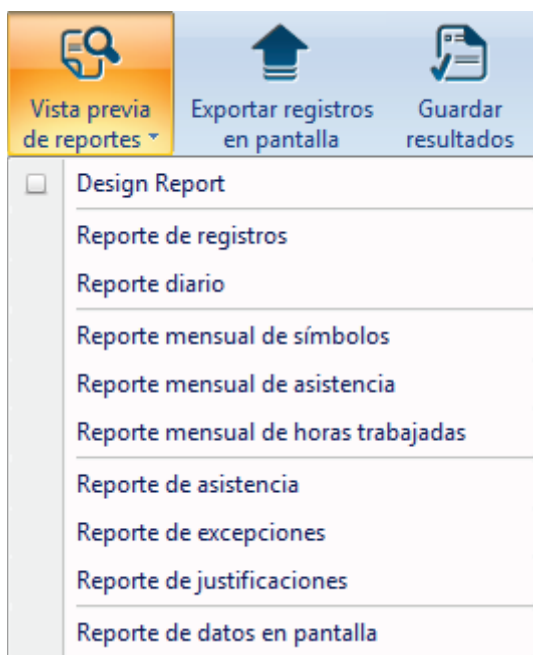 Vista previa
de reportes
Exportar registros
en pantalla
Guardar
resultados
Design Report
Reporte de registros
Reporte diario
Reporte mensual de símbolos
Reporte mensual de asistencia
Reporte mensual de horas trabajadas
Reporte de asistencia
Reporte de excepciones
Reporte de justificaciones
Reporte de datos en pantalla